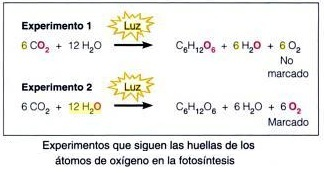 Experimento 1
Luz
6 CO₂ + 12 H₂O → C₆H₁₂O₆ + 6 H₂O + 6 O₂
No
marcado
Experimento 2
Luz
6 CO₂ + 12 H₂O → C₆H₁₂O₆ + 6 H₂O + 6 O₂
Marcado
Experimentos que siguen las huellas de los
átomos de oxígeno en la fotosíntesis